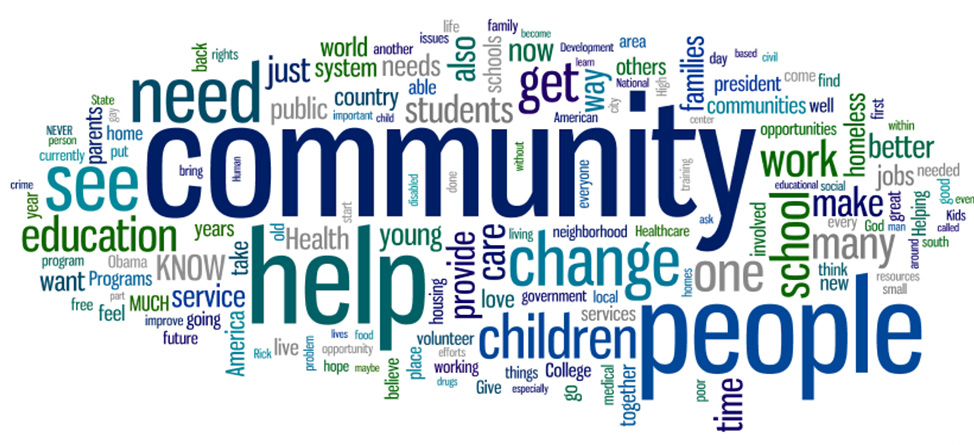 life
family
become
issues
back
rights
world
another
also
schools
now
Development
area
learn
need
just
system
needs
able
get
way
others
families
day
based
civil
National
High
president
come
find
public
country
important
child
students
American
city
communities
well
center
State
gay
parents
NEVER
person
home
put
currently
community
opportunities
homeless
first
within
better
work
see
bring
Human
disabled
done
without
everyone
training
educational
social
jobs
needed
crime
year
start
ask
make
great
Helping
good
go
even
Kids
called
education
years
old
Health
young
provide
care
living
neighborhood
Healthcare
involved
school
every
God
man
south
many
around
program
Obama
KNOW
take
help
change
homes
one
think
new
resources
small
want
Programs
part
free
feel
MUCH
service
housing
love
government
local
services
people
improve
going
future
America
Rick
live
lives
food
problem
opportunity
hope
maybe
believe
place
volunteer
efforts
working
drugs
children
things
Give
especially
College
go
medical
together
poor
time